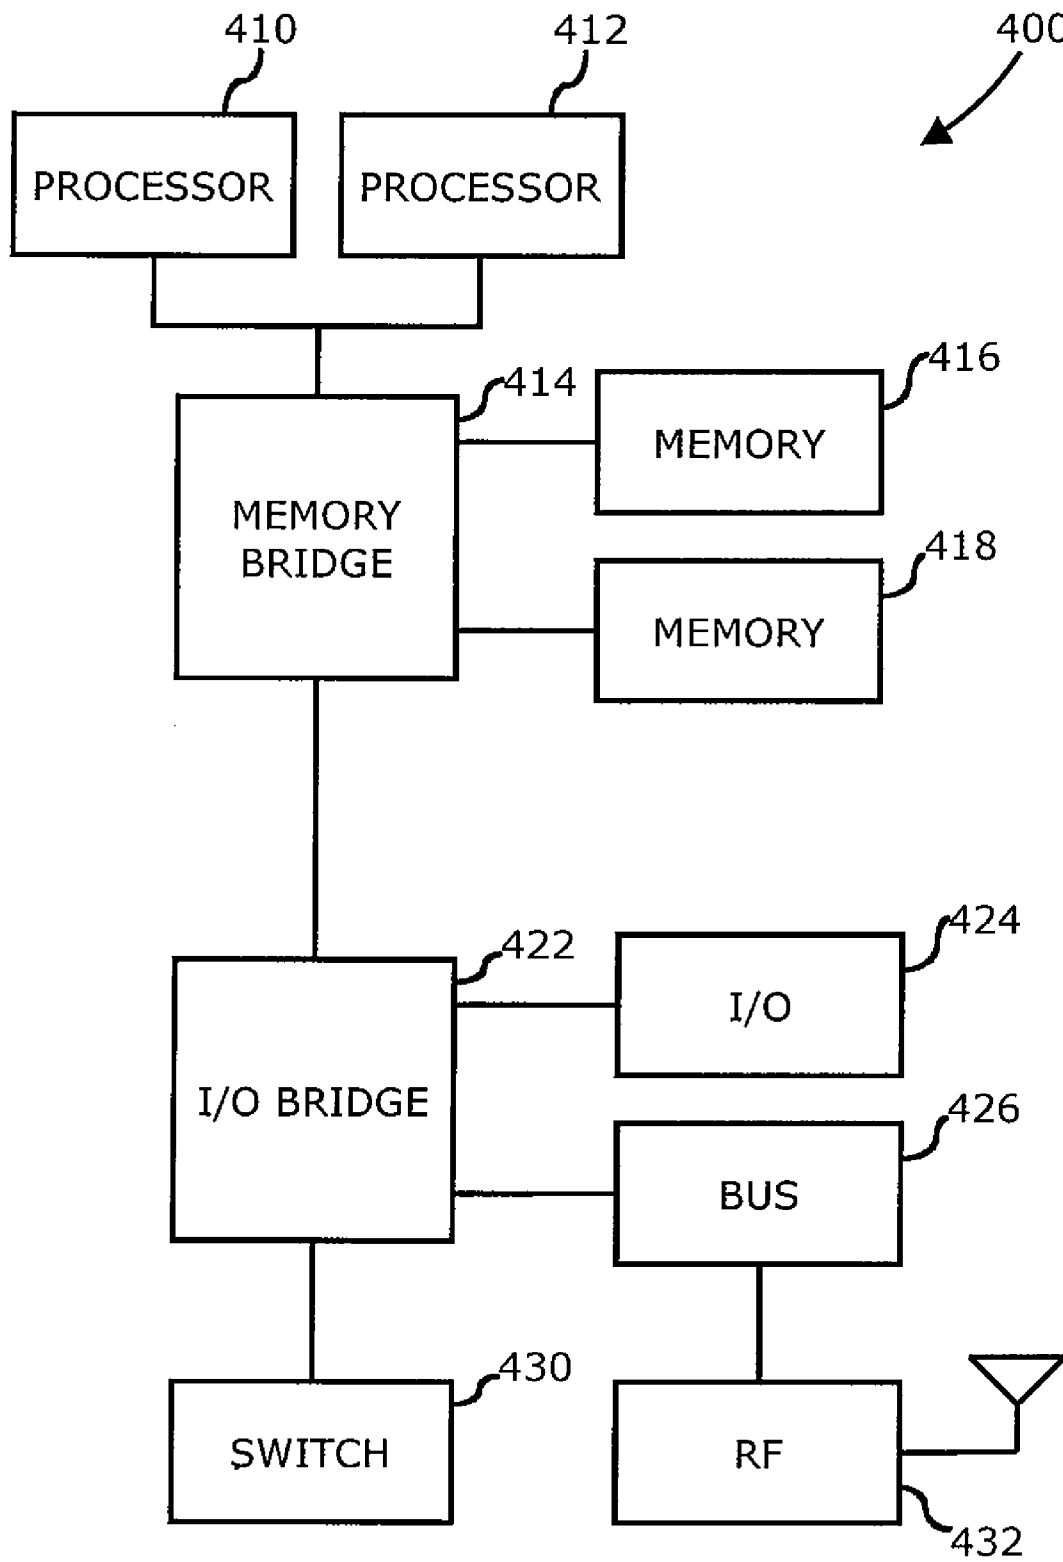 410
412
400
PROCESSOR
PROCESSOR
414
416
MEMORY
MEMORY
BRIDGE
418
MEMORY
422
424
I/O
I/O BRIDGE
426
BUS
430
SWITCH
RF
432